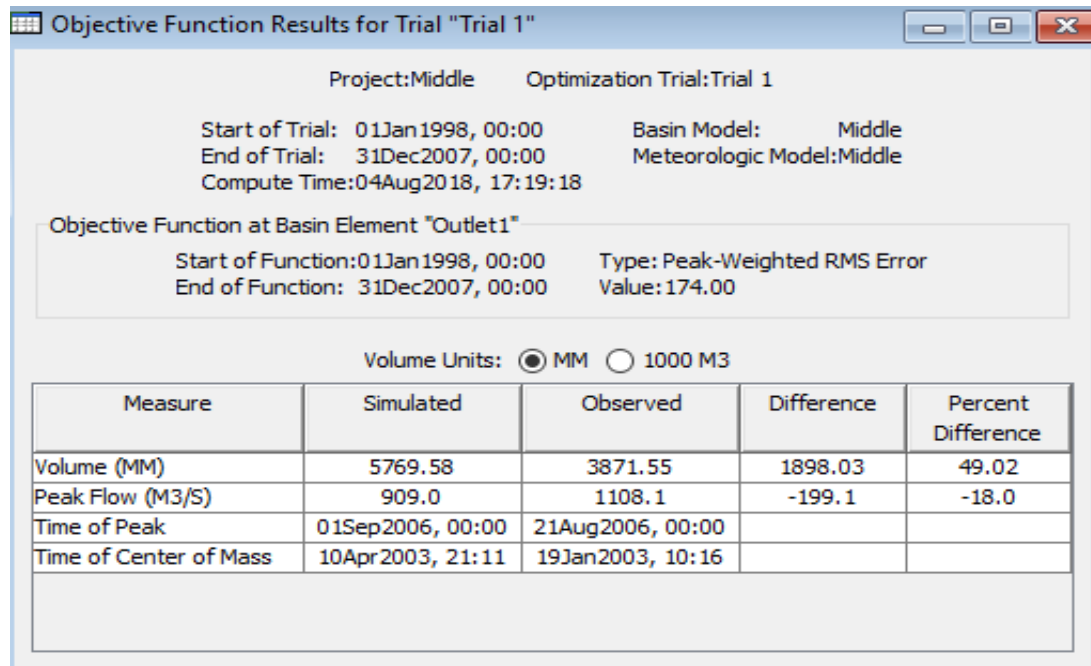 Objective Function Results for Trial "Trial 1"
Project:Middle Optimization Trial:Trial 1
Start of Trial: 01Jan1998, 00:00 Basin Model: Middle
End of Trial: 31Dec2007, 00:00 Meteorologic Model:Middle
Compute Time:04Aug2018, 17:19:18
Objective Function at Basin Element "Outlet1"
Start of Function:01Jan1998, 00:00 Type: Peak-Weighted RMS Error
End of Function: 31Dec2007, 00:00 Value:174.00
Volume Units: MM 1000 M3
Measure Simulated Observed Difference Percent
Difference
Volume (MM) 5769.58 3871.55 1898.03 49.02
Peak Flow (M3/S) 909.0 1108.1 -199.1 -18.0
Time of Peak 01Sep2006, 00:00 21Aug2006, 00:00
Time of Center of Mass 10Apr2003, 21:11 19Jan2003, 10:16